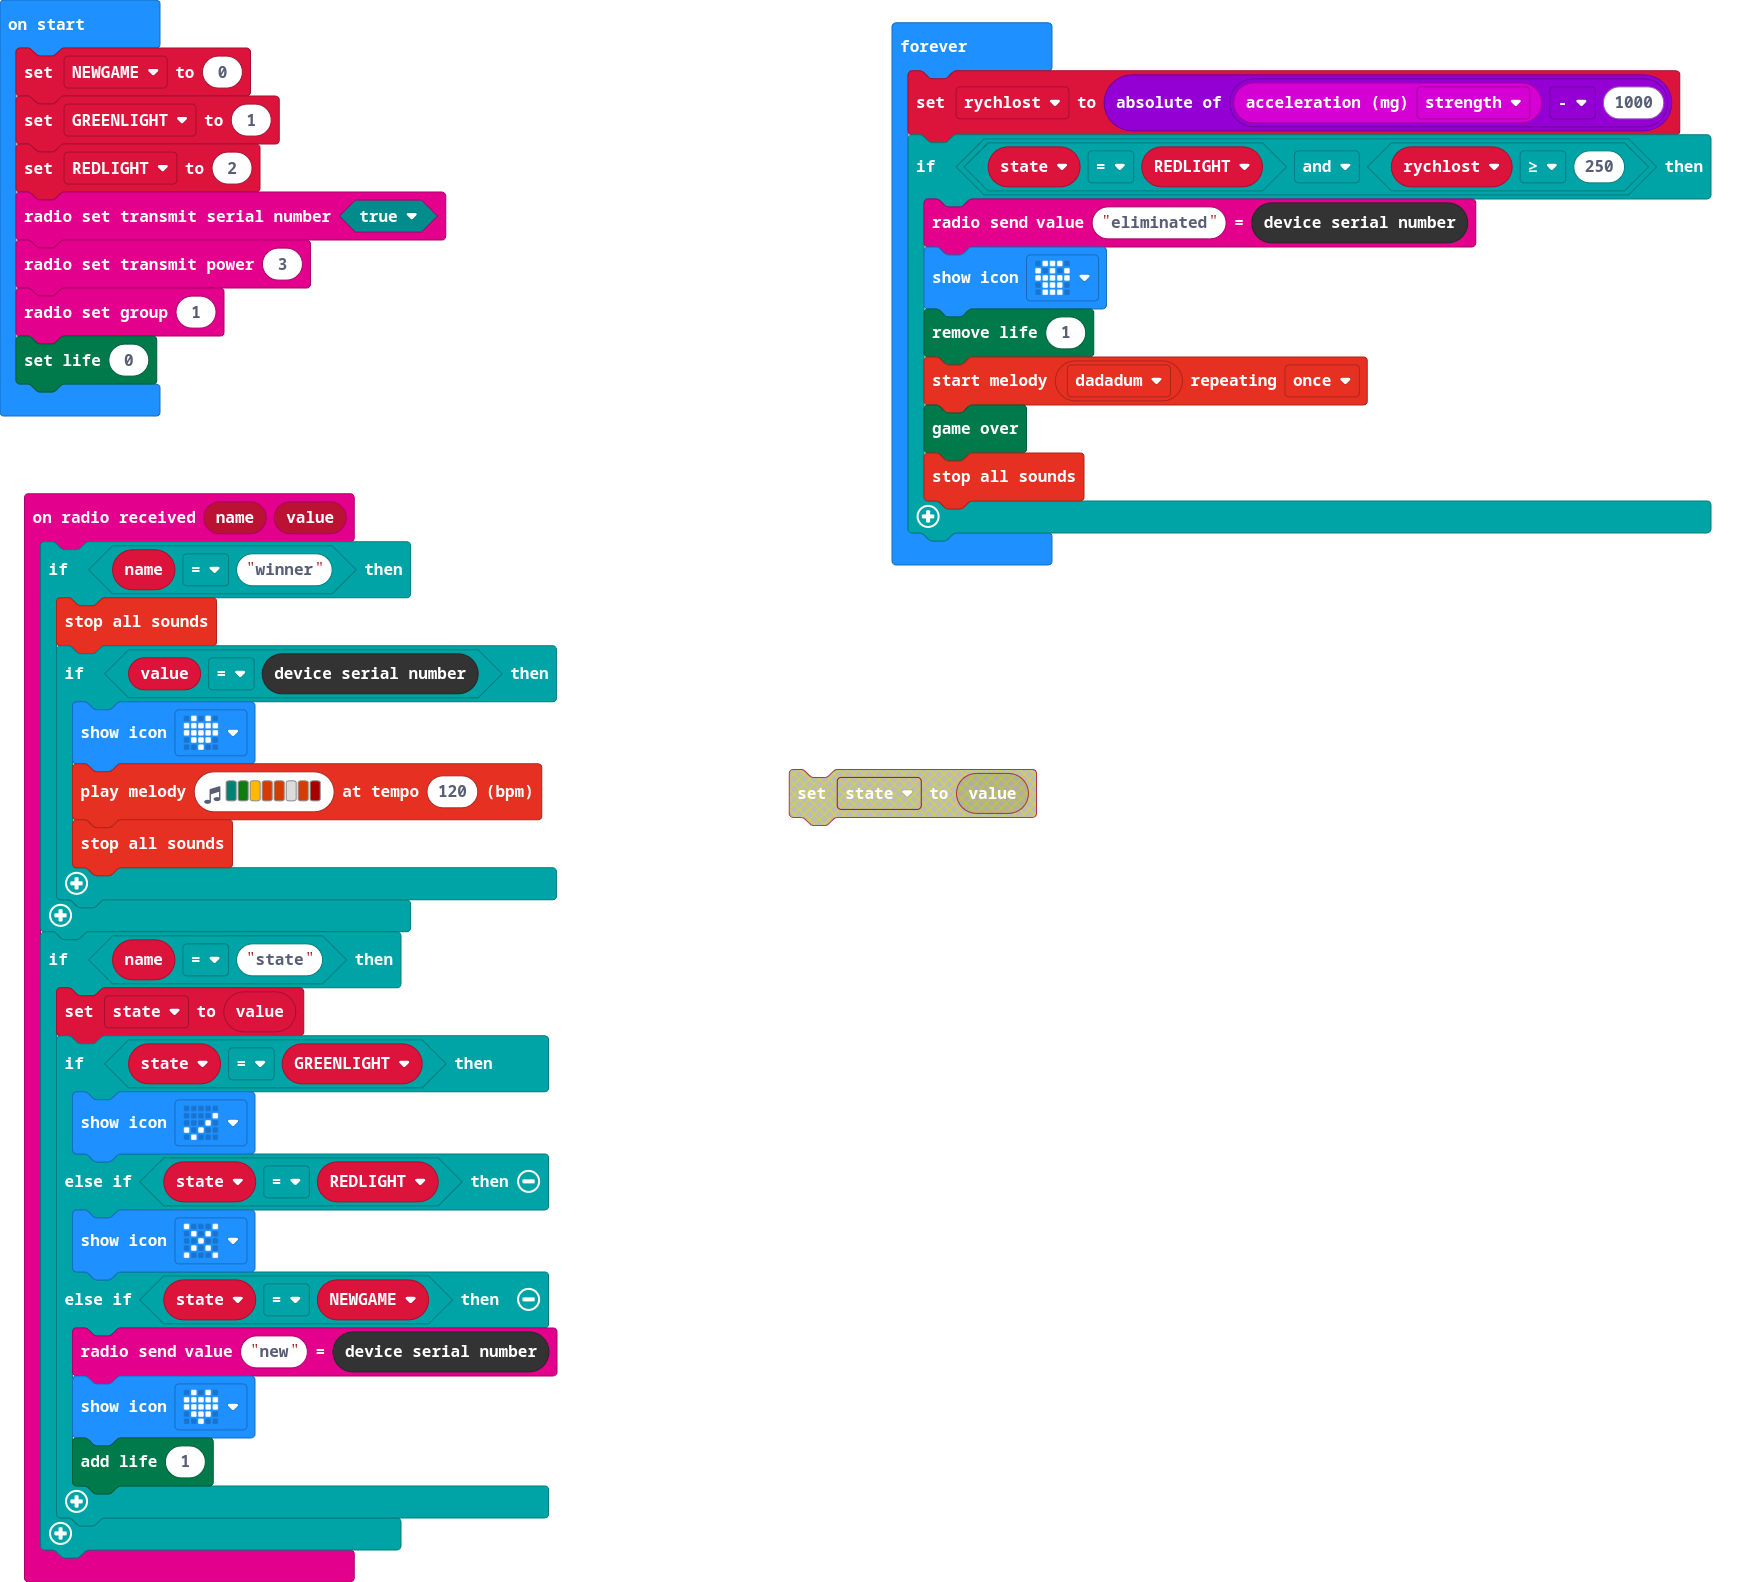 on start
set NEWGAME to 0
set GREENLIGHT to 1
set REDLIGHT to 2
radio set transmit serial number true
radio set transmit power 3
radio set group 1
set life 0
forever
set rychlost to absolute of acceleration (mg) strength - 1000
if state = REDLIGHT and rychlost ≥ 250 then
radio send value "eliminated" = device serial number
show icon
remove life 1
start melody dadadum repeating once
game over
stop all sounds
on radio received name value
if name = "winner" then
stop all sounds
if value = device serial number then
show icon
play melody at tempo 120 (bpm)
stop all sounds
if name = "state" then
set state to value
if state = GREENLIGHT then
show icon
else if state = REDLIGHT then
show icon
else if state = NEWGAME then
radio send value "new" = device serial number
show icon
add life 1
set state to value